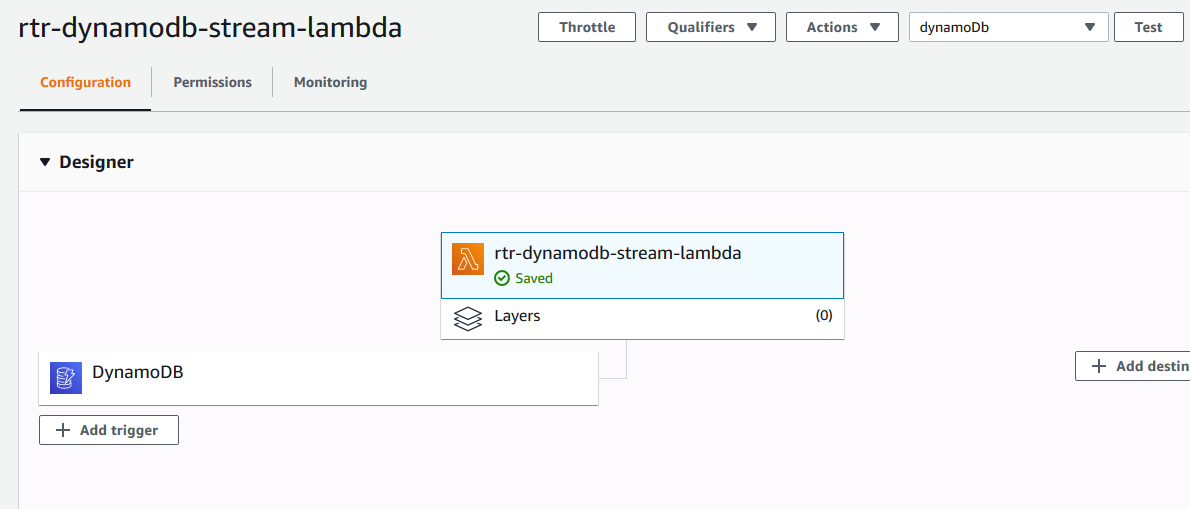 rtr-dynamodb-stream-lambda
Throttle
Qualifiers
Actions
dynamoDb
Test
Configuration
Permissions
Monitoring
Designer
rtr-dynamodb-stream-lambda
Saved
Layers (0)
DynamoDB
Add destin
Add trigger